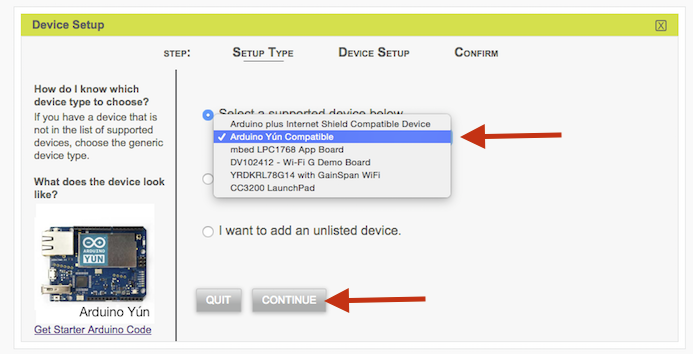 Device Setup
X
STEP: SETUP TYPE DEVICE SETUP CONFIRM
How do I know which
device type to choose?
If you have a device that is
not in the list of supported
devices, choose the generic
device type.
What does the device look
like?
ARDUINO
YÚN
Arduino Yún
Get Starter Arduino Code
Select a supported device below
Arduino plus Internet Shield Compatible Device
✓ Arduino Yún Compatible
mbed LPC1768 App Board
DV102412 - Wi-Fi G Demo Board
YRDKRL78G14 with GainSpan WiFi
CC3200 LaunchPad
I want to add an unlisted device.
QUIT CONTINUE